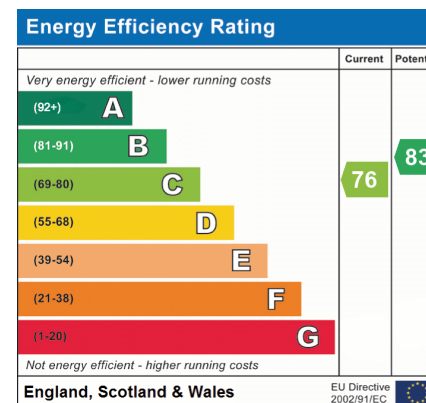 Energy Efficiency Rating
Current Potent
Very energy efficient - lower running costs
(92+) A
(81-91) B
83
(69-80) C
76
(55-68) D
(39-54) E
(21-38) F
(1-20) G
Not energy efficient - higher running costs
England, Scotland & Wales
EU Directive
2002/91/EC